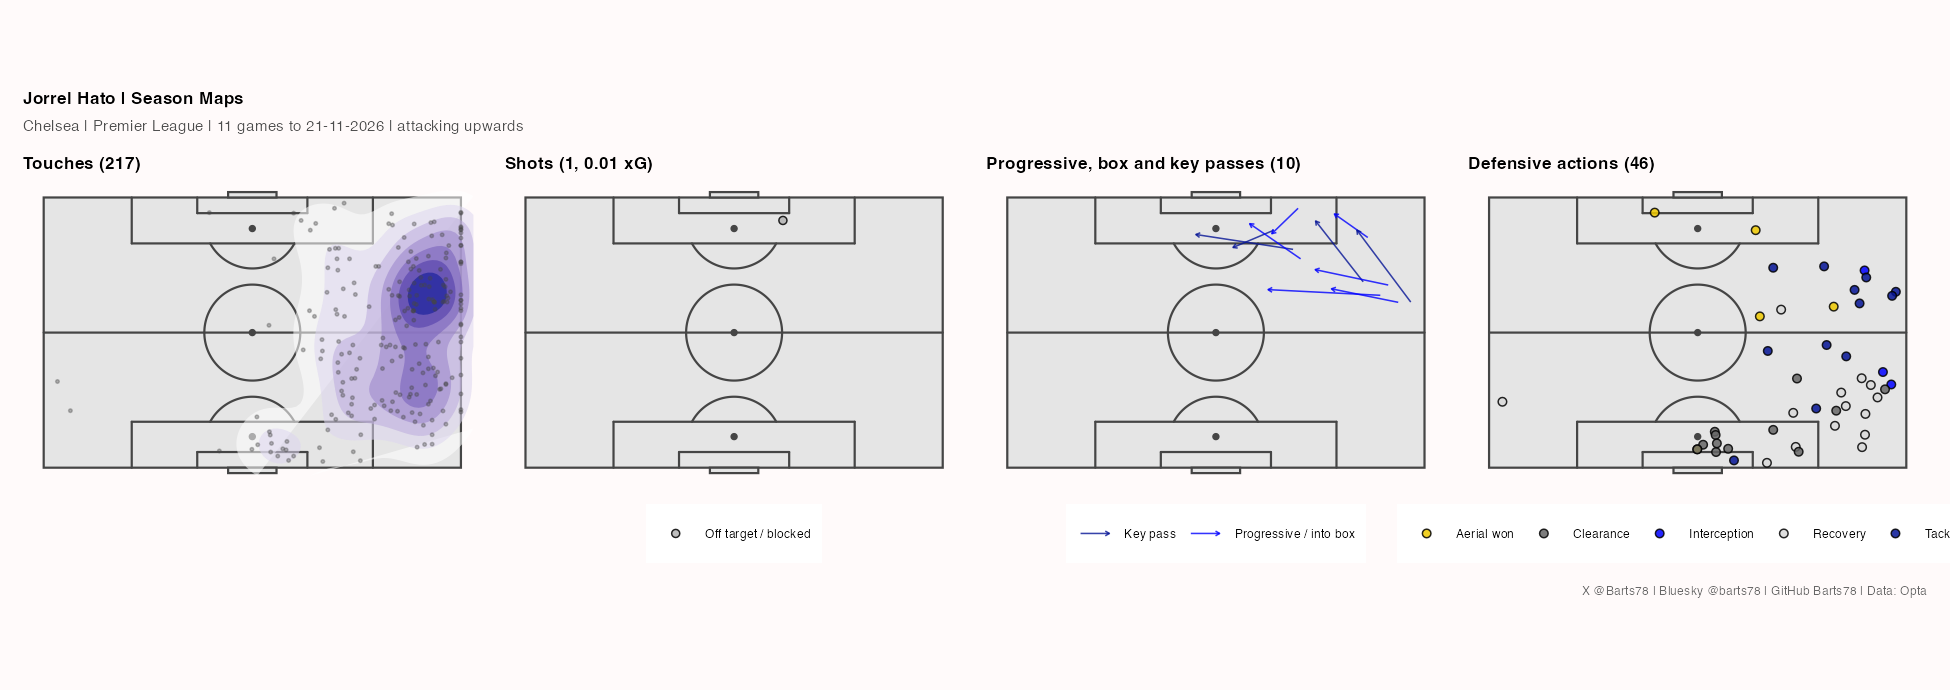 Jorrel Hato | Season Maps
Chelsea | Premier League | 11 games to 21-11-2026 | attacking upwards
Touches (217)
Shots (1, 0.01 xG)
Progressive, box and key passes (10)
Defensive actions (46)
Off target / blocked
Key pass
Progressive / into box
Aerial won
Clearance
Interception
Recovery
Tack
X @Barts78 | Bluesky @barts78 | GitHub Barts78 | Data: Opta